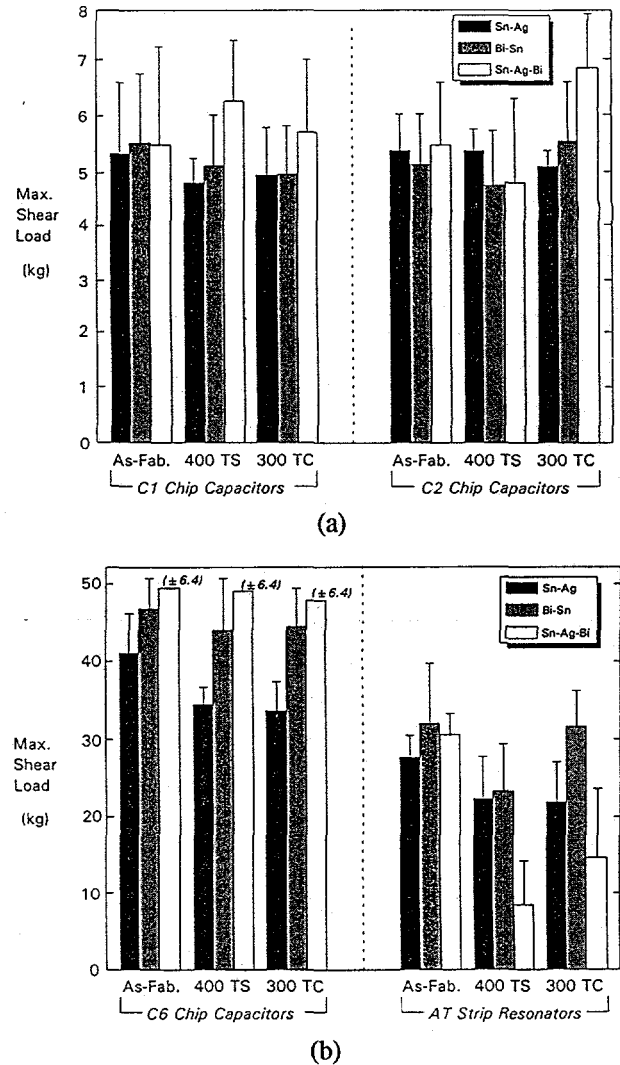 8
7
6
5
5
4
3
3
2
1
0
Max.
Shear
Load
(kg)
Sn-Ag
Bi-Sn
Sn-Ag-Bi
As-Fab. 400 TS 300 TC
C1 Chip Capacitors
As-Fab. 400 TS 300 TC
C2 Chip Capacitors
(a)
50
40
30
20
10
0
Max.
Shear
Load
(kg)
(±6.4) (±6.4) (±6.4)
Sn-Ag
Bi-Sn
Sn-Ag-Bi
As-Fab. 400 TS 300 TC
C6 Chip Capacitors
As-Fab. 400 TS 300 TC
AT Strip Resonators
(b)